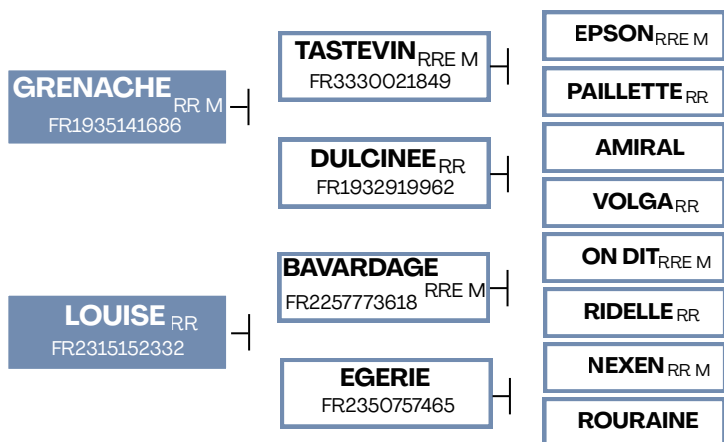 GRENACHE RR M
FR1935141686
LOUISE RR
FR2315152332
TASTEVIN RRE M
FR3330021849
DULCINEE RR
FR1932919962
BAVARDAGE
FR2257773618 RRE M
EGERIE
FR2350757465
EPSON RRE M
PAILLETTE RR
AMIRAL
VOLGA RR
ON DIT RRE M
RIDELLE RR
NEXEN RR M
ROURAINE